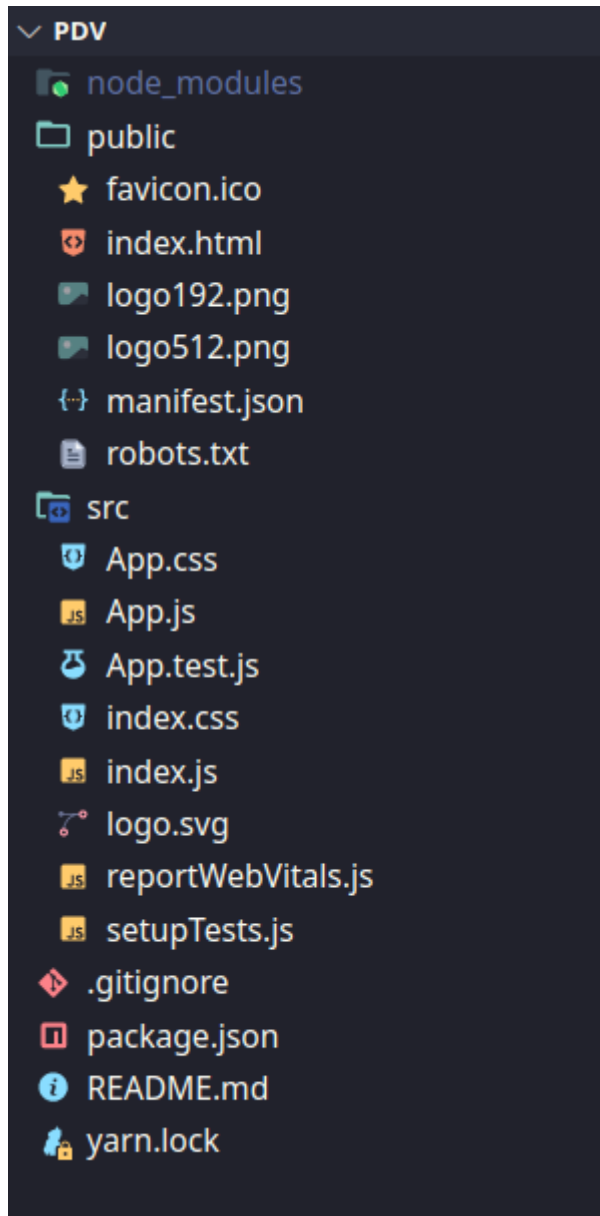 PDV
node_modules
public
favicon.ico
index.html
logo192.png
logo512.png
manifest.json
robots.txt
src
App.css
App.js
App.test.js
index.css
index.js
logo.svg
reportWebVitals.js
setupTests.js
.gitignore
package.json
README.md
yarn.lock